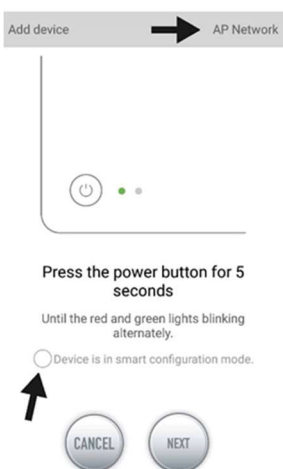 Add device
AP Network
Press the power button for 5
seconds
Until the red and green lights blinking
alternately.
Device is in smart configuration mode.
CANCEL
NEXT